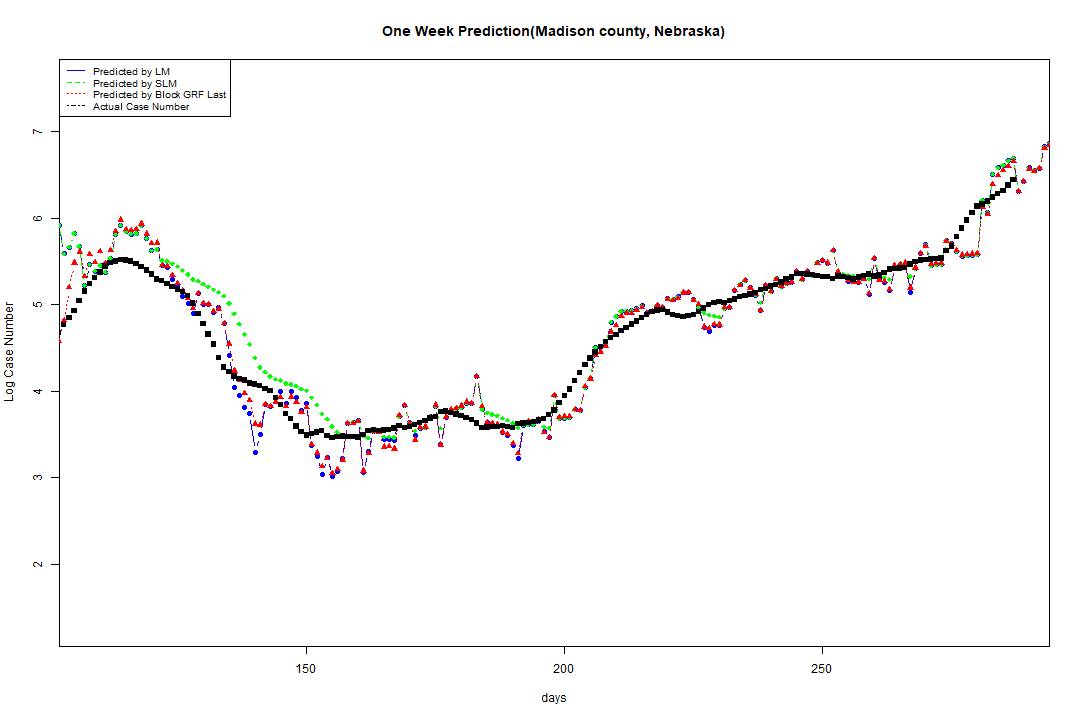 One Week Prediction(Madison county, Nebraska)
Predicted by LM
Predicted by SLM
Predicted by Block GRF Last
Actual Case Number
7
6
5
4
3
2
Log Case Number
150 200 250
days